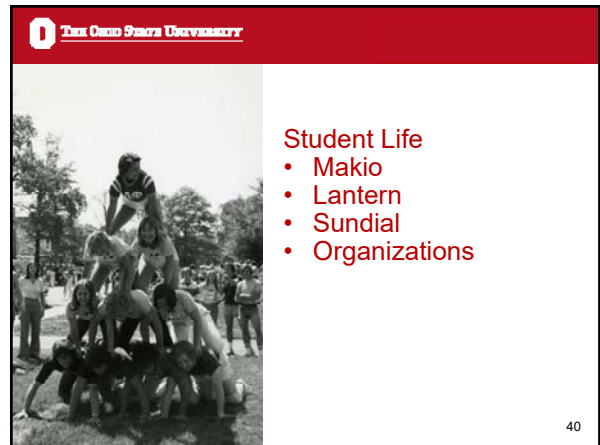 O The Ohio State University
Student Life
• Makio
• Lantern
• Sundial
• Organizations
40